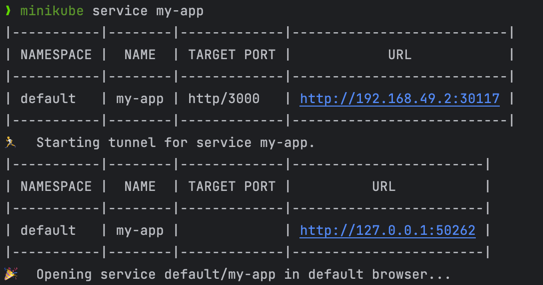 ❯ minikube service my-app
|-----------|--------|-------------|---------------------------|
| NAMESPACE |  NAME  | TARGET PORT |            URL            |
|-----------|--------|-------------|---------------------------|
| default   | my-app | http/3000   | http://192.168.49.2:30117 |
|-----------|--------|-------------|---------------------------|
🏃  Starting tunnel for service my-app.
|-----------|--------|-------------|------------------------|
| NAMESPACE |  NAME  | TARGET PORT |          URL           |
|-----------|--------|-------------|------------------------|
| default   | my-app |             | http://127.0.0.1:50262 |
|-----------|--------|-------------|------------------------|
🎉  Opening service default/my-app in default browser...